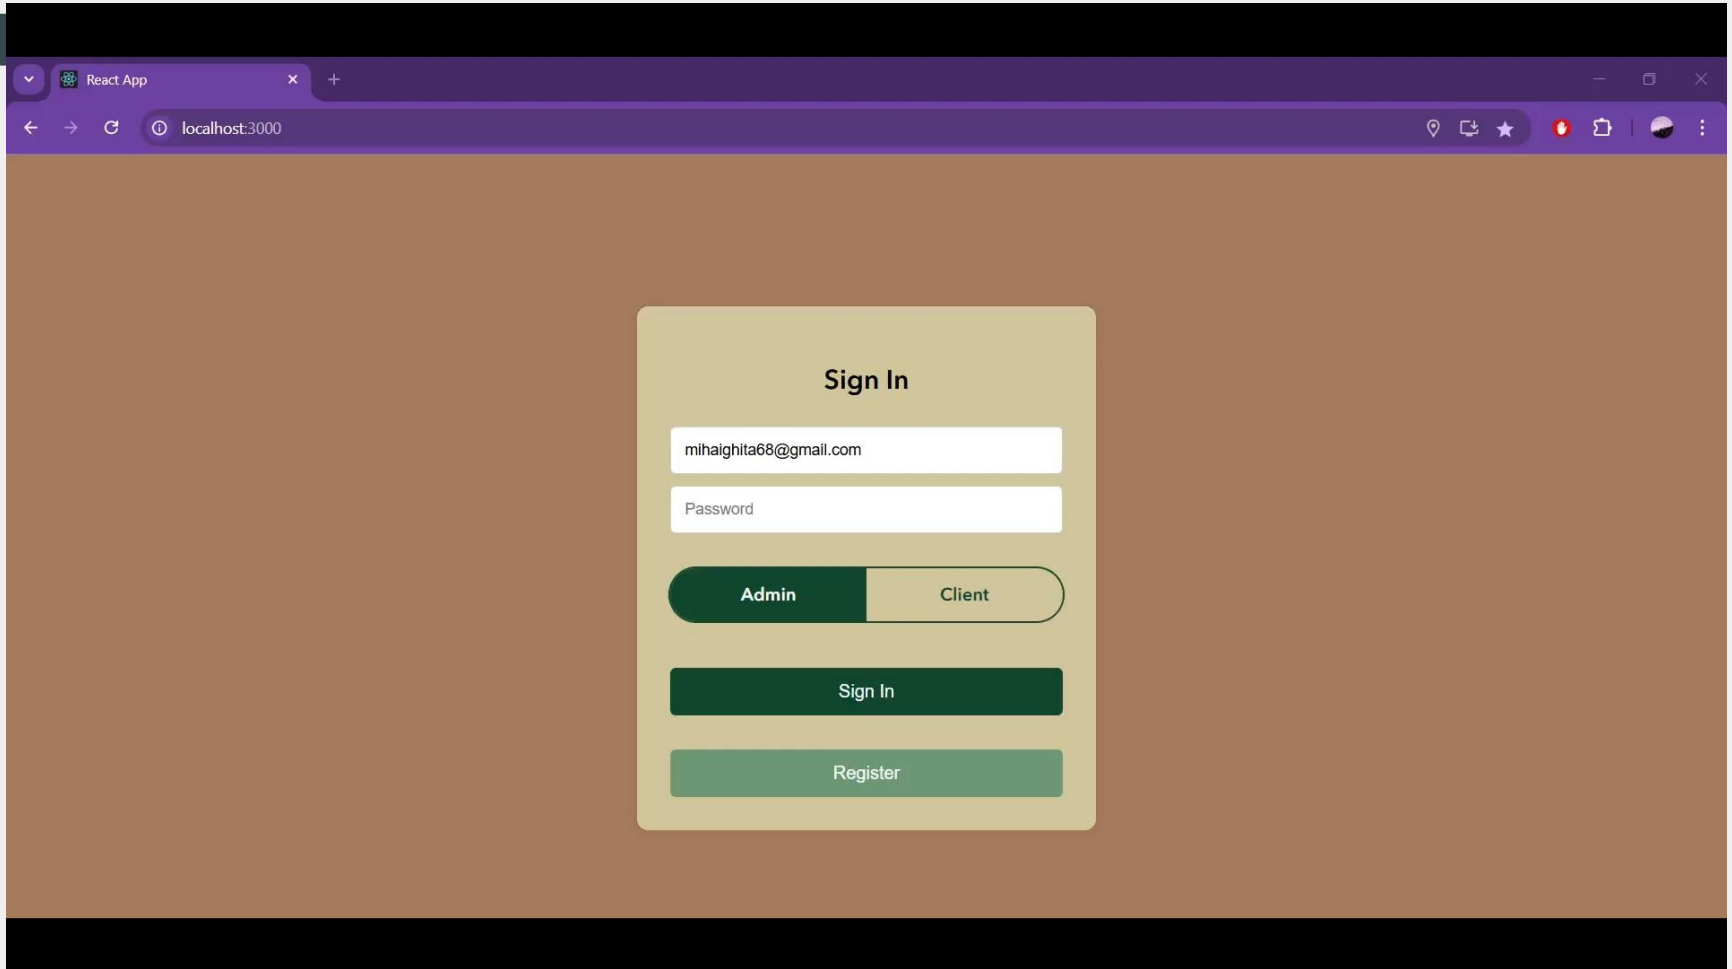 React App
localhost:3000
Sign In
mihaighita68@gmail.com
Password
Admin Client
Sign In
Register